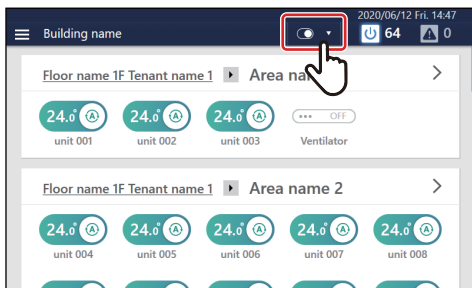 2020/06/12 Fri. 14:47
Building name
64
0
Floor name 1F Tenant name 1
24.0° A
24.0° A
24.0° A
OFF
unit 001
unit 002
unit 003
Ventilator
Floor name 1F Tenant name 1
Area name 2
24.0° A
24.0° A
24.0° A
24.0° A
24.0° A
unit 004
unit 005
unit 006
unit 007
unit 008